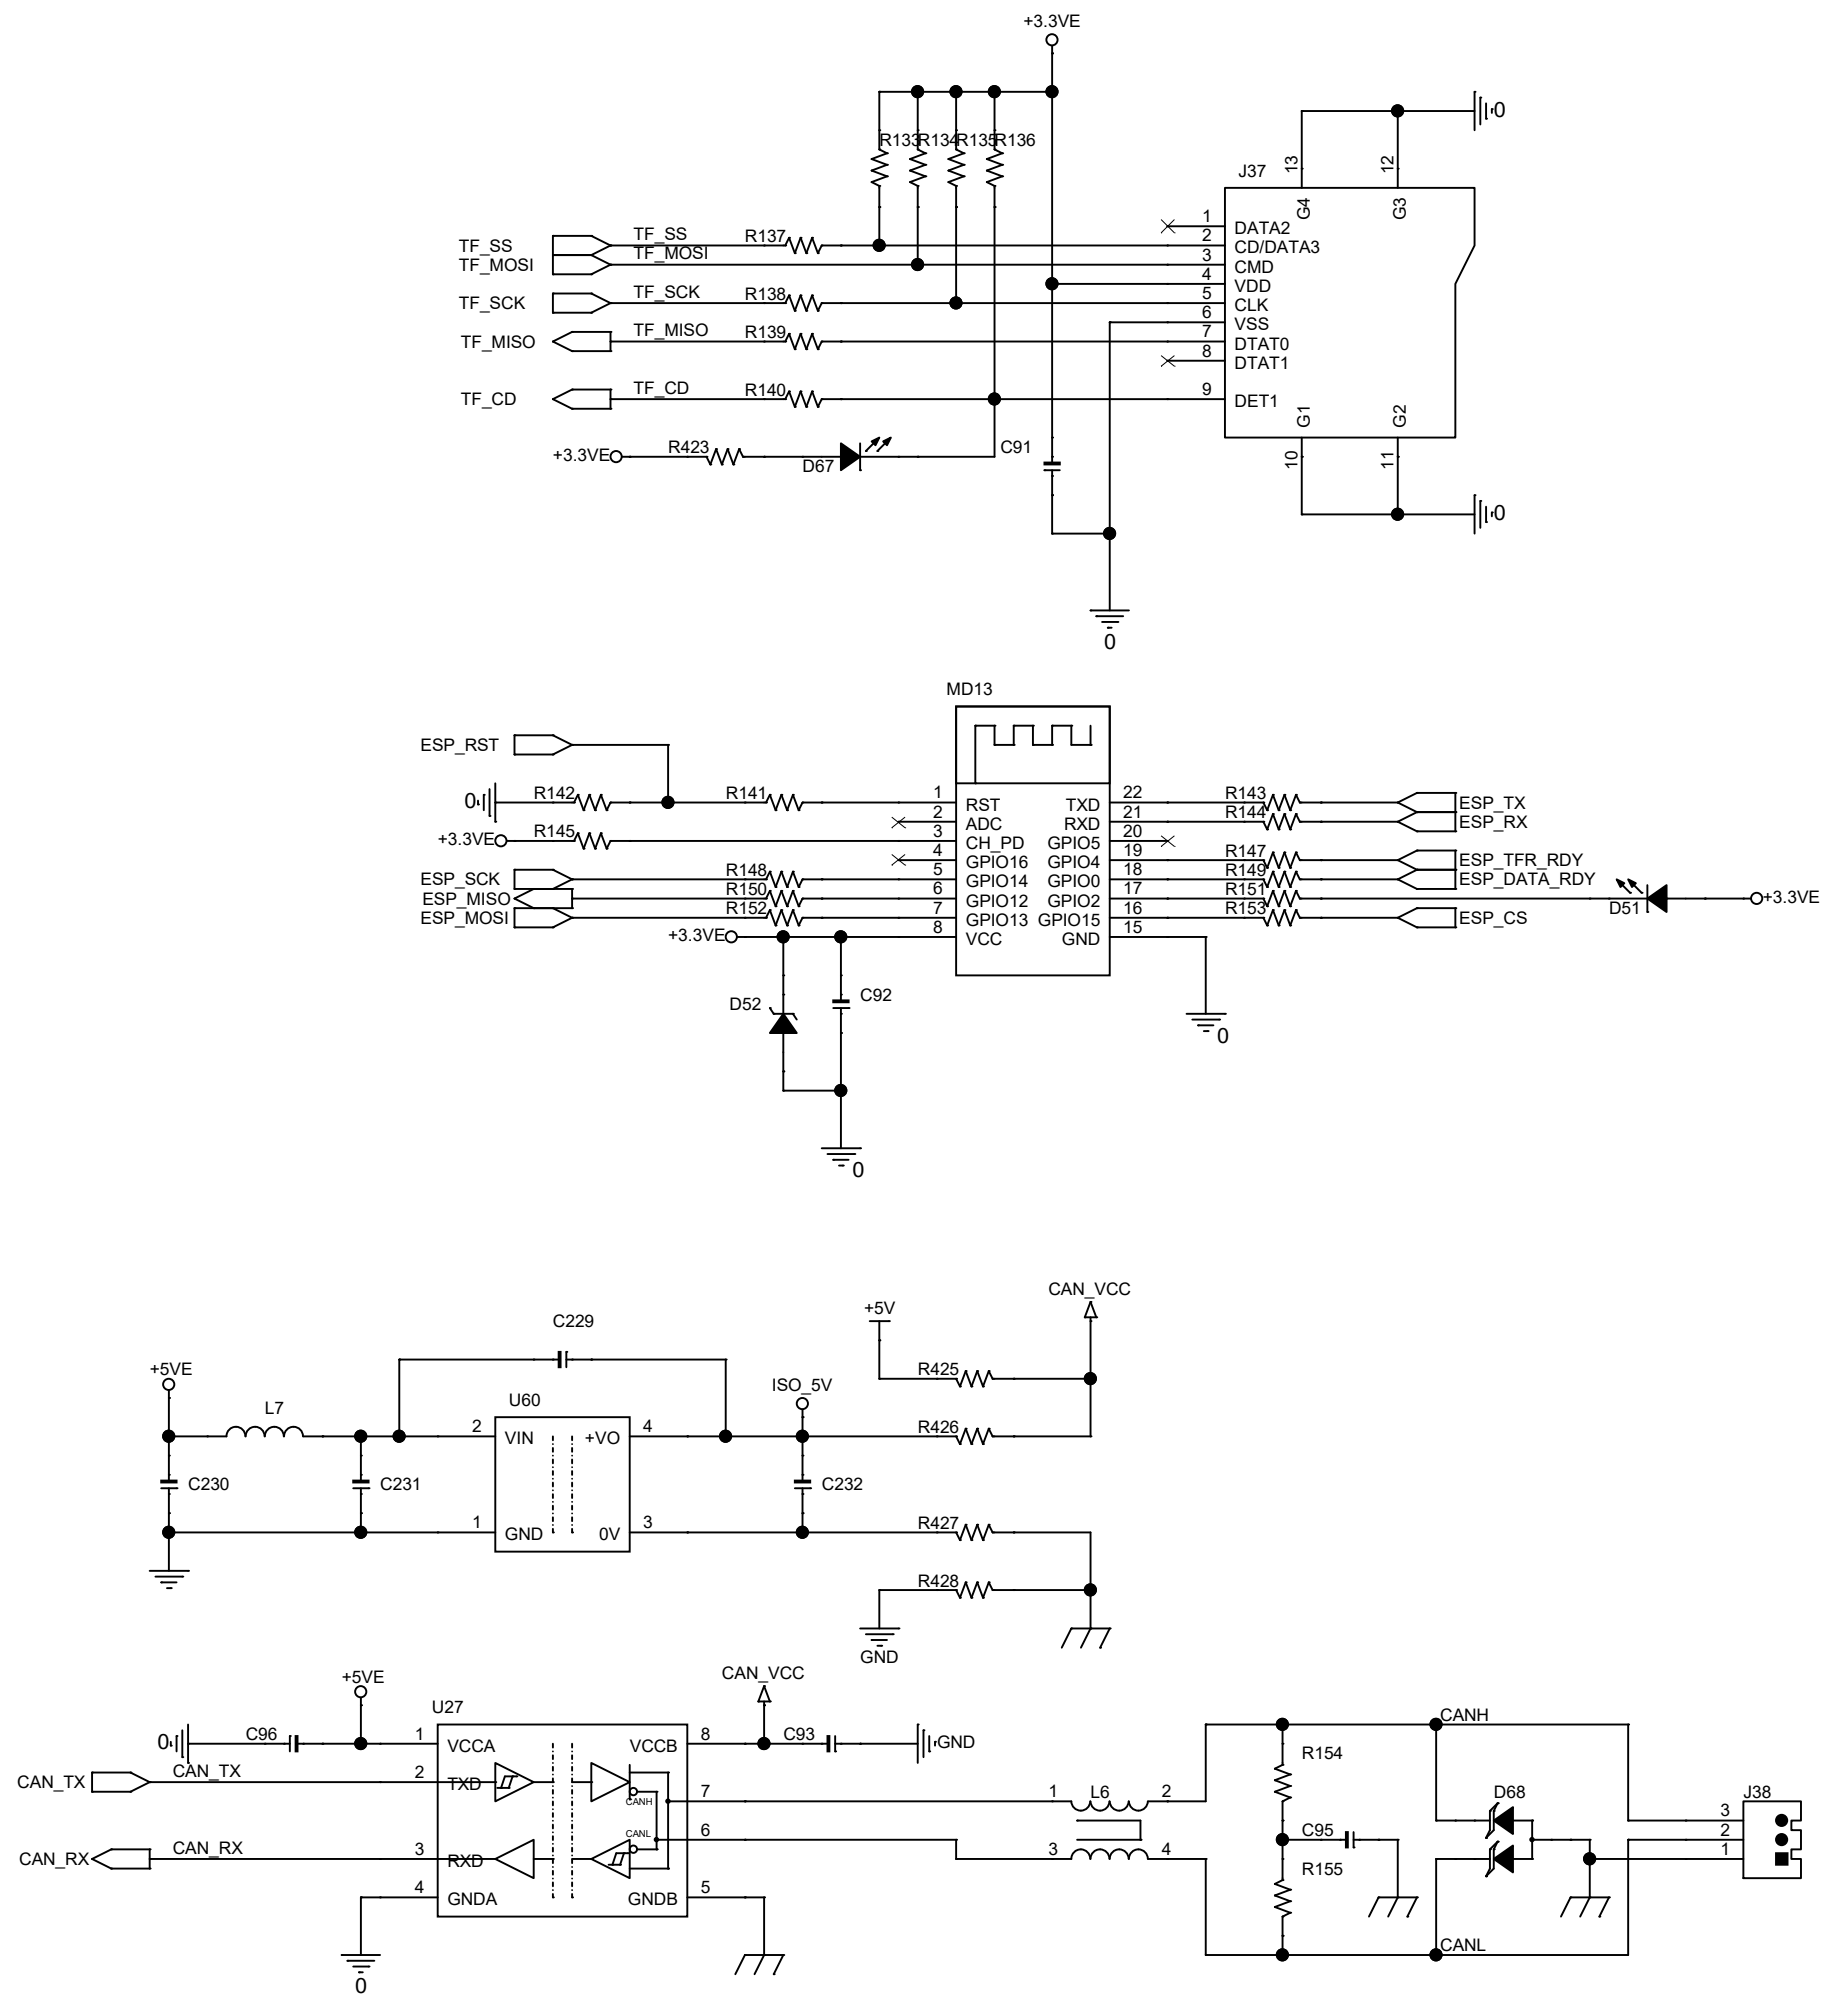 +3.3VE
R133 R134 R135 R136
J37
13 12
G4 G3
0
1 DATA2
TF_SS TF_SS R137 2 CD/DATA3
TF_MOSI TF_MOSI 3 CMD
4 VDD
TF_SCK TF_SCK R138 5 CLK
6 VSS
TF_MISO TF_MISO R139 7 DTAT0
8 DTAT1
TF_CD TF_CD R140 9 DET1
G1 G2
10 11
0
+3.3VE R423 D67 C91
0
MD13
ESP_RST
0 R142 R141 1 RST TXD 22 R143 ESP_TX
2 ADC RXD 21 R144 ESP_RX
+3.3VE R145 3 CH_PD GPIO5 20
4 GPIO16 GPIO4 19 R147 ESP_TFR_RDY
ESP_SCK R148 5 GPIO14 GPIO0 18 R149 ESP_DATA_RDY
ESP_MISO R150 6 GPIO12 GPIO2 17 R151 D51 +3.3VE
ESP_MOSI R152 7 GPIO13 GPIO15 16 R153 ESP_CS
+3.3VE 8 VCC GND 15
D52 C92
0
0
CAN_VCC
+5V
C229
+5VE
R425
ISO_5V
L7 U60
2 VIN +VO 4 R426
C230 C231 C232
1 GND 0V 3 R427
R428
GND
+5VE
CAN_VCC
U27
0 C96 1 VCCA VCCB 8 C93 GND
CAN_TX CAN_TX 2 TXD
CANH 7 1 L6 2
CANL 6
CAN_RX CAN_RX 3 RXD 3 4
4 GNDA GNDB 5
0
CANH
R154
D68
J38
3
C95 2
R155 1
CANL